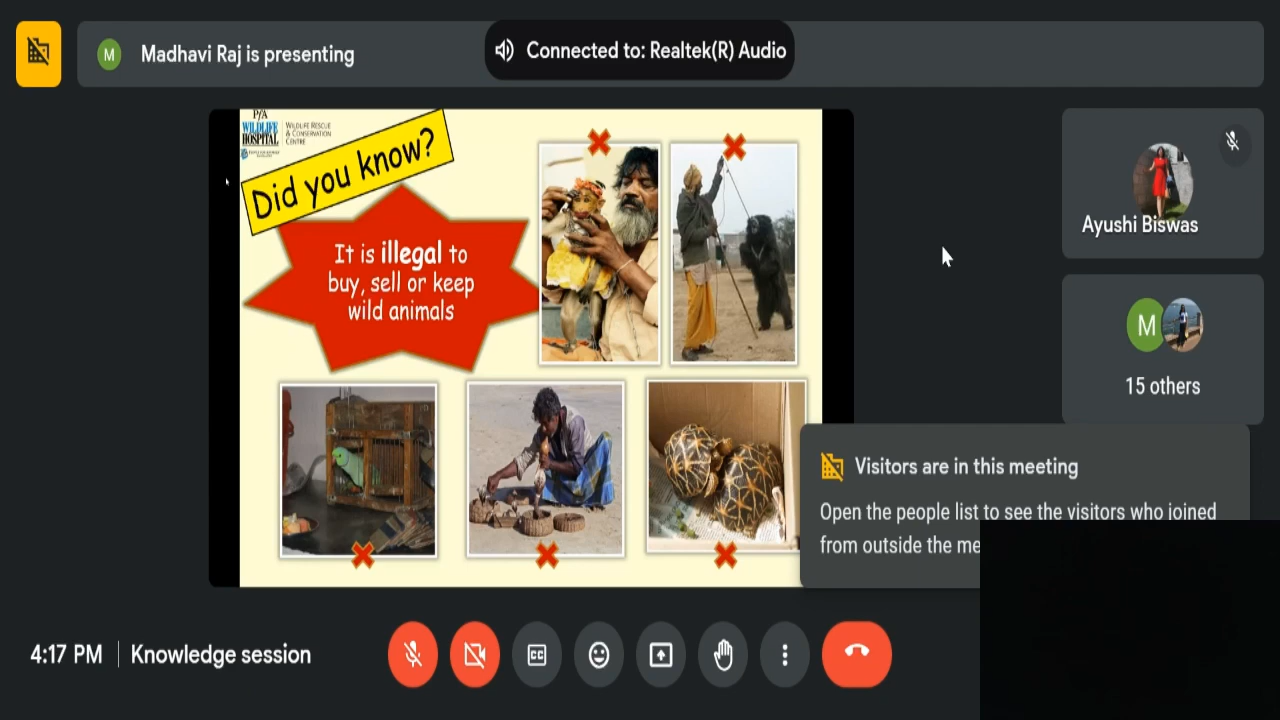 M Madhavi Raj is presenting
Connected to: Realtek(R) Audio
PfA
WILDLIFE
HOSPITAL
WILDLIFE RESCUE
& CONSERVATION
CENTRE
Did you know?
It is illegal to
buy, sell or keep
wild animals
Ayushi Biswas
M
15 others
Visitors are in this meeting
Open the people list to see the visitors who joined
from outside the me
4:17 PM | Knowledge session
CC